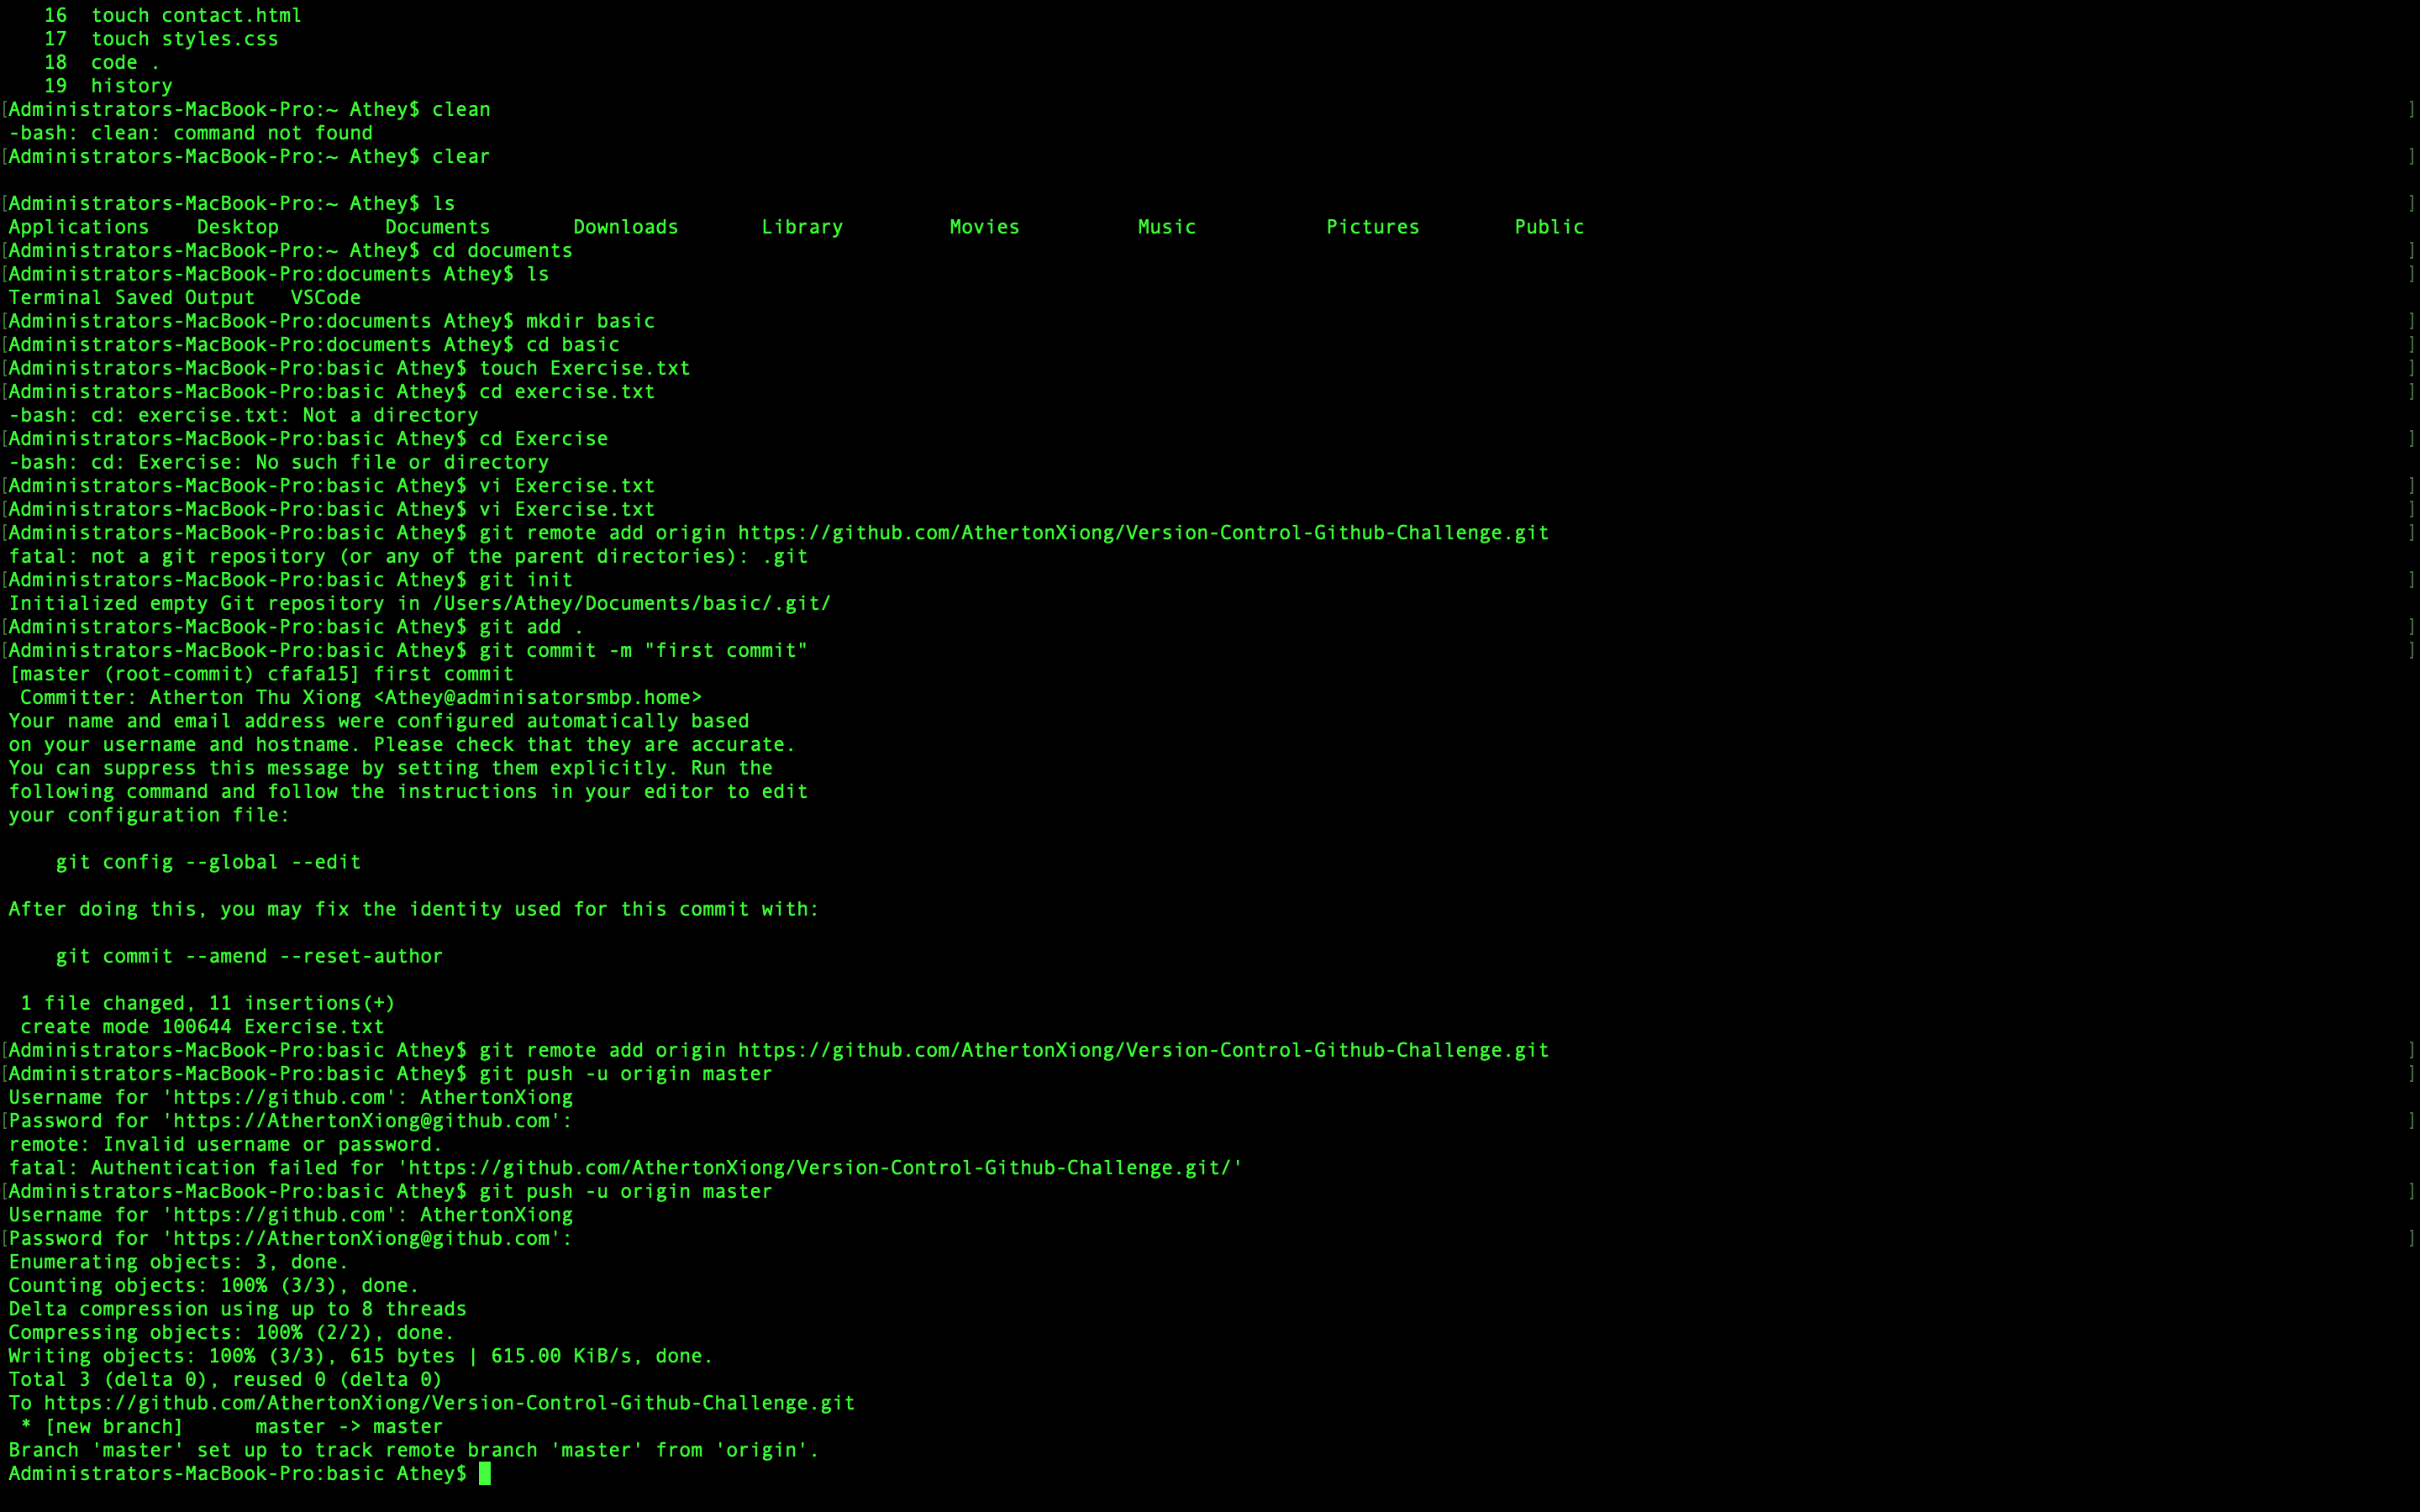 16  touch contact.html
17  touch styles.css
18  code .
19  history
[Administrators-MacBook-Pro:~ Athey$ clean ]
-bash: clean: command not found
[Administrators-MacBook-Pro:~ Athey$ clear ]
[Administrators-MacBook-Pro:~ Athey$ ls ]
Applications Desktop Documents Downloads Library Movies Music Pictures Public
[Administrators-MacBook-Pro:~ Athey$ cd documents ]
[Administrators-MacBook-Pro:documents Athey$ ls ]
Terminal Saved Output VSCode
[Administrators-MacBook-Pro:documents Athey$ mkdir basic ]
[Administrators-MacBook-Pro:documents Athey$ cd basic ]
[Administrators-MacBook-Pro:basic Athey$ touch Exercise.txt ]
[Administrators-MacBook-Pro:basic Athey$ cd exercise.txt ]
-bash: cd: exercise.txt: Not a directory
[Administrators-MacBook-Pro:basic Athey$ cd Exercise ]
-bash: cd: Exercise: No such file or directory
[Administrators-MacBook-Pro:basic Athey$ vi Exercise.txt ]
[Administrators-MacBook-Pro:basic Athey$ vi Exercise.txt ]
[Administrators-MacBook-Pro:basic Athey$ git remote add origin https://github.com/AthertonXiong/Version-Control-Github-Challenge.git ]
fatal: not a git repository (or any of the parent directories): .git
[Administrators-MacBook-Pro:basic Athey$ git init ]
Initialized empty Git repository in /Users/Athey/Documents/basic/.git/
[Administrators-MacBook-Pro:basic Athey$ git add . ]
[Administrators-MacBook-Pro:basic Athey$ git commit -m "first commit" ]
[master (root-commit) cfafa15] first commit
Committer: Atherton Thu Xiong <Athey@adminisatorsmbp.home>
Your name and email address were configured automatically based
on your username and hostname. Please check that they are accurate.
You can suppress this message by setting them explicitly. Run the
following command and follow the instructions in your editor to edit
your configuration file:
git config --global --edit
After doing this, you may fix the identity used for this commit with:
git commit --amend --reset-author
1 file changed, 11 insertions(+)
create mode 100644 Exercise.txt
[Administrators-MacBook-Pro:basic Athey$ git remote add origin https://github.com/AthertonXiong/Version-Control-Github-Challenge.git ]
[Administrators-MacBook-Pro:basic Athey$ git push -u origin master ]
Username for 'https://github.com': AthertonXiong
[Password for 'https://AthertonXiong@github.com': ]
remote: Invalid username or password.
fatal: Authentication failed for 'https://github.com/AthertonXiong/Version-Control-Github-Challenge.git/'
[Administrators-MacBook-Pro:basic Athey$ git push -u origin master ]
Username for 'https://github.com': AthertonXiong
[Password for 'https://AthertonXiong@github.com': ]
Enumerating objects: 3, done.
Counting objects: 100% (3/3), done.
Delta compression using up to 8 threads
Compressing objects: 100% (2/2), done.
Writing objects: 100% (3/3), 615 bytes | 615.00 KiB/s, done.
Total 3 (delta 0), reused 0 (delta 0)
To https://github.com/AthertonXiong/Version-Control-Github-Challenge.git
* [new branch]      master -> master
Branch 'master' set up to track remote branch 'master' from 'origin'.
Administrators-MacBook-Pro:basic Athey$